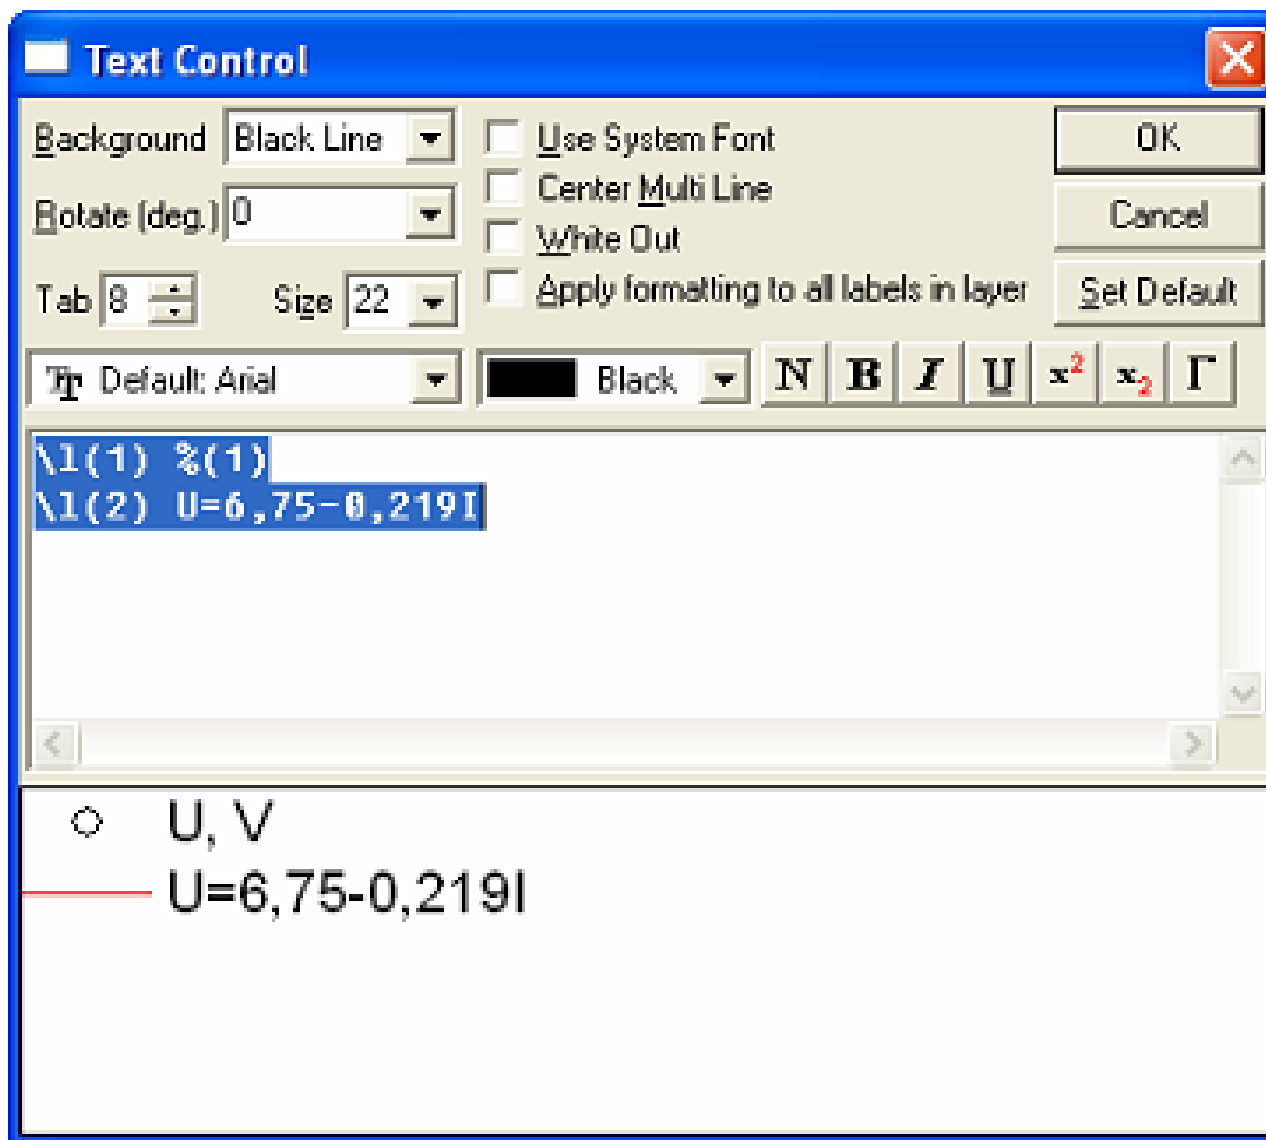 Text Control
Background Black Line
Use System Font
OK
Center Multi Line
Rotate (deg.) 0
Cancel
White Out
Tab 8 Size 22
Apply formatting to all labels in layer
Set Default
Default: Arial
Black
N B I U x² x₂ Γ
\l(1) %(1)
\l(2) U=6,75-0,219I
U, V
U=6,75-0,219I